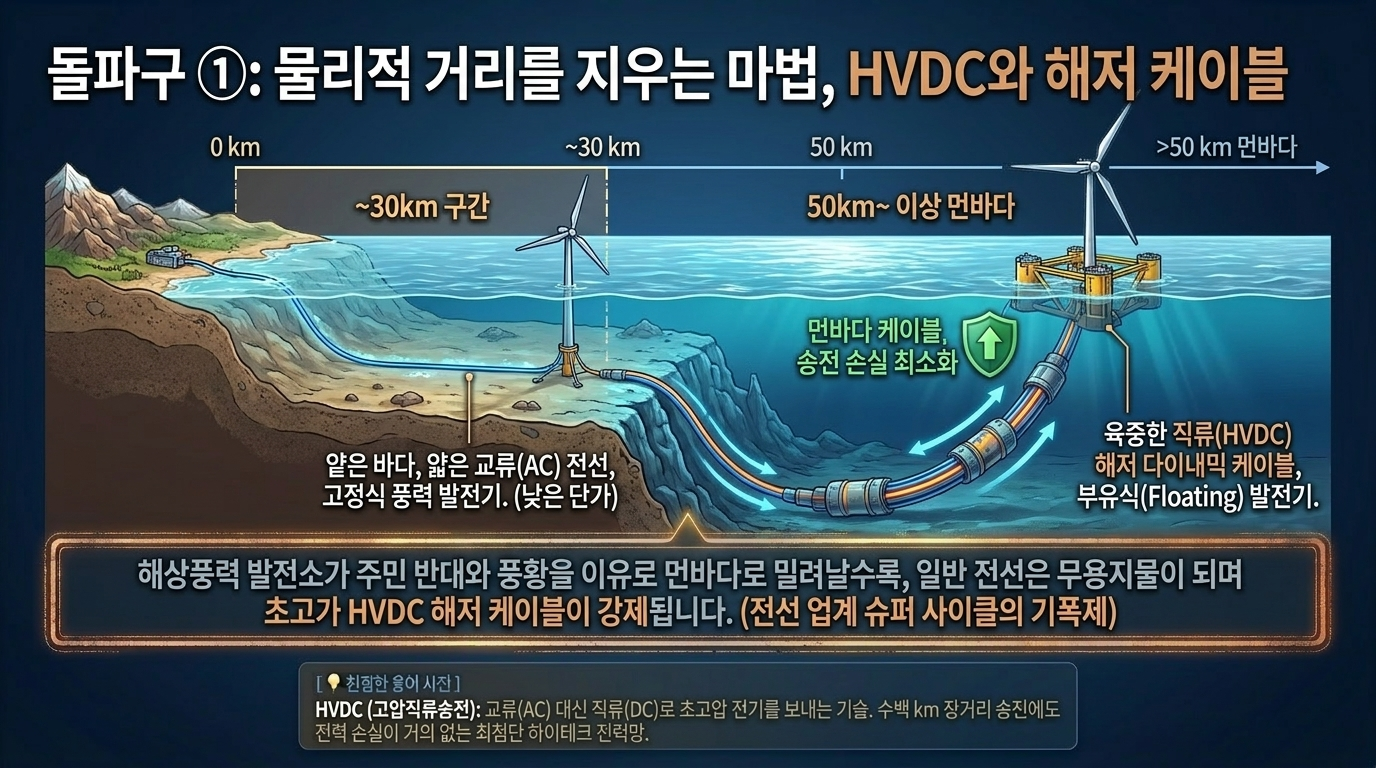 돌파구 ①: 물리적 거리를 지우는 마법, HVDC와 해저 케이블
0 km
~30 km
50 km
>50 km 먼바다
~30km 구간
50km~ 이상 먼바다
먼바다 케이블,
송전 손실 최소화
얕은 바다, 얇은 교류(AC) 전선,
고정식 풍력 발전기. (낮은 단가)
육중한 직류(HVDC)
해저 다이내믹 케이블,
부유식(Floating) 발전기.
해상풍력 발전소가 주민 반대와 풍황을 이유로 먼바다로 밀려날수록, 일반 전선은 무용지물이 되며
초고가 HVDC 해저 케이블이 강제됩니다. (전선 업계 슈퍼 사이클의 기폭제)
HVDC (고압직류송전): 교류(AC) 대신 직류(DC)로 초고압 전기를 보내는 기술. 수백 km 장거리 송진에도
전력 손실이 거의 없는 최첨단 하이테크 전력망.